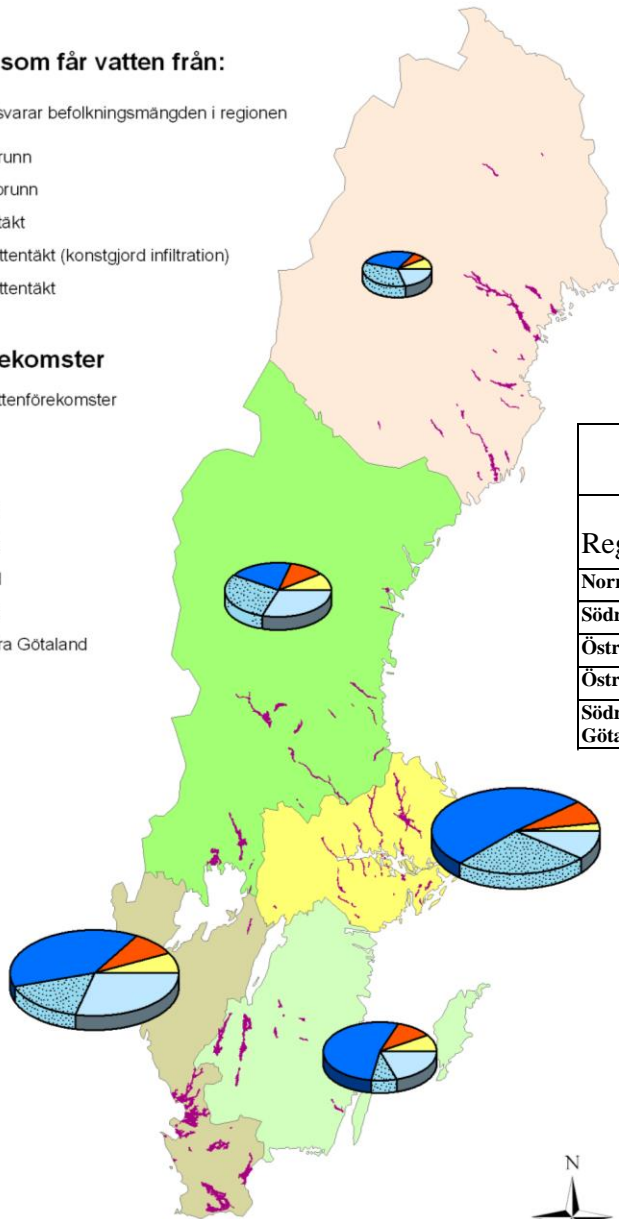 som får vatten från:
svarar befolkningsmängden i regionen
runn
brunn
täkt
ttentäkt (konstgjord infiltration)
ttentäkt
ekomster
ttenförekomster
ra Götaland
Reg
Norr
Södr
Östr
Östr
Södr
Göta
N